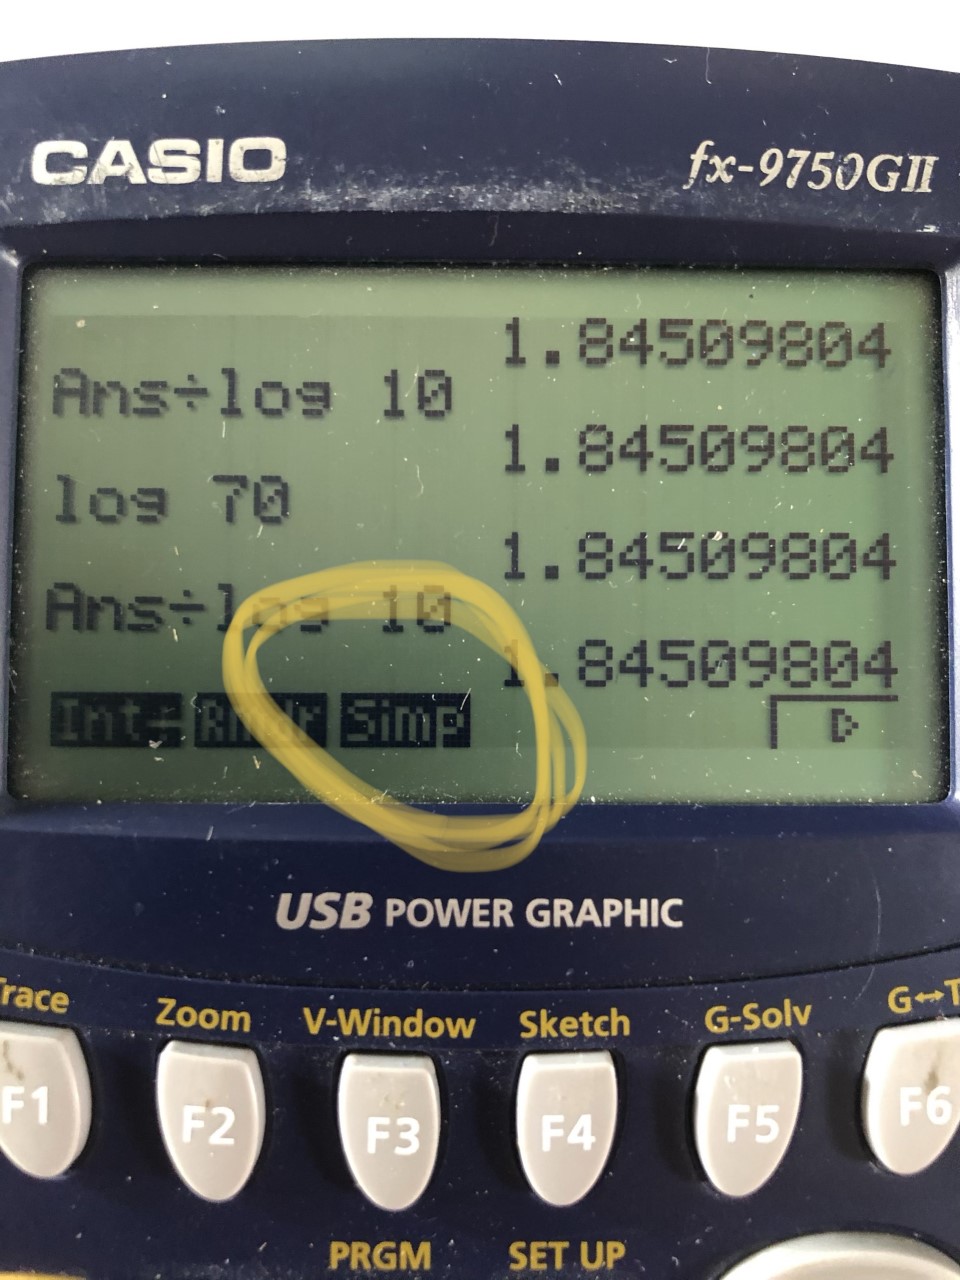 CASIO fx-9750GII
1.84509804
Ans÷log 10
1.84509804
log 70
1.84509804
Ans÷log 10
1.84509804
Int÷ Rmdr Simp ▷
USB POWER GRAPHIC
Trace Zoom V-Window Sketch G-Solv G↔T
F1 F2 F3 F4 F5 F6
PRGM SET UP